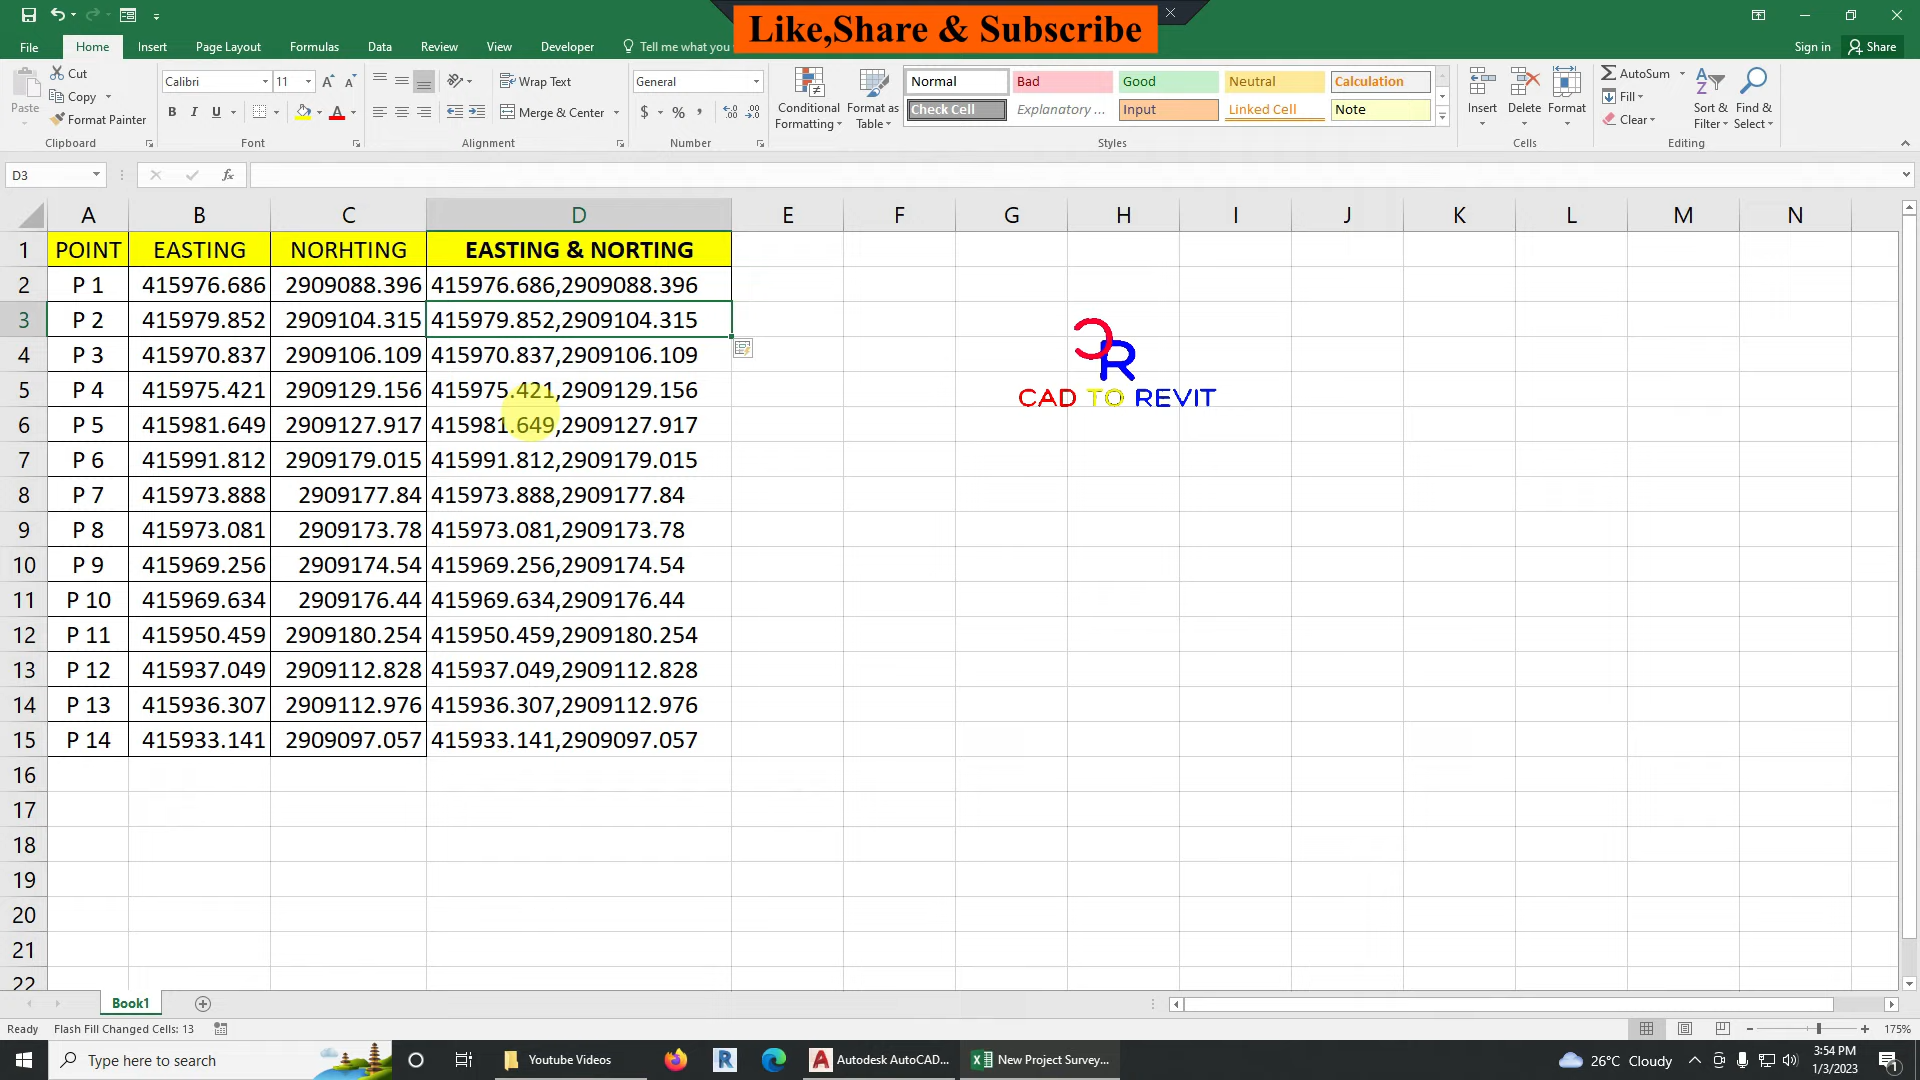 Like,Share & Subscribe
File Home Insert Page Layout Formulas Data Review View Developer Tell me what you Sign in Share
Paste Cut Copy Format Painter Clipboard
Calibri 11 B I U Font
Wrap Text Merge & Center Alignment
General $ % , Number
Conditional Formatting Format as Table
Normal Bad Good Neutral Calculation
Check Cell Explanatory ... Input Linked Cell Note
Styles
Insert Delete Format Cells
AutoSum Fill Clear Sort & Filter Find & Select Editing
D3 fx
A B C D E F G H I J K L M N
1 POINT EASTING NORHTING EASTING & NORTING
2 P 1 415976.686 2909088.396 415976.686,2909088.396
3 P 2 415979.852 2909104.315 415979.852,2909104.315
4 P 3 415970.837 2909106.109 415970.837,2909106.109
5 P 4 415975.421 2909129.156 415975.421,2909129.156
6 P 5 415981.649 2909127.917 415981.649,2909127.917
7 P 6 415991.812 2909179.015 415991.812,2909179.015
8 P 7 415973.888 2909177.84 415973.888,2909177.84
9 P 8 415973.081 2909173.78 415973.081,2909173.78
10 P 9 415969.256 2909174.54 415969.256,2909174.54
11 P 10 415969.634 2909176.44 415969.634,2909176.44
12 P 11 415950.459 2909180.254 415950.459,2909180.254
13 P 12 415937.049 2909112.828 415937.049,2909112.828
14 P 13 415936.307 2909112.976 415936.307,2909112.976
15 P 14 415933.141 2909097.057 415933.141,2909097.057
16
17
18
19
20
21
22
CR
CAD TO REVIT
Book1
Ready Flash Fill Changed Cells: 13 175%
Type here to search Youtube Videos R A Autodesk AutoCAD... New Project Survey... 26°C Cloudy 3:54 PM
1/3/2023 1